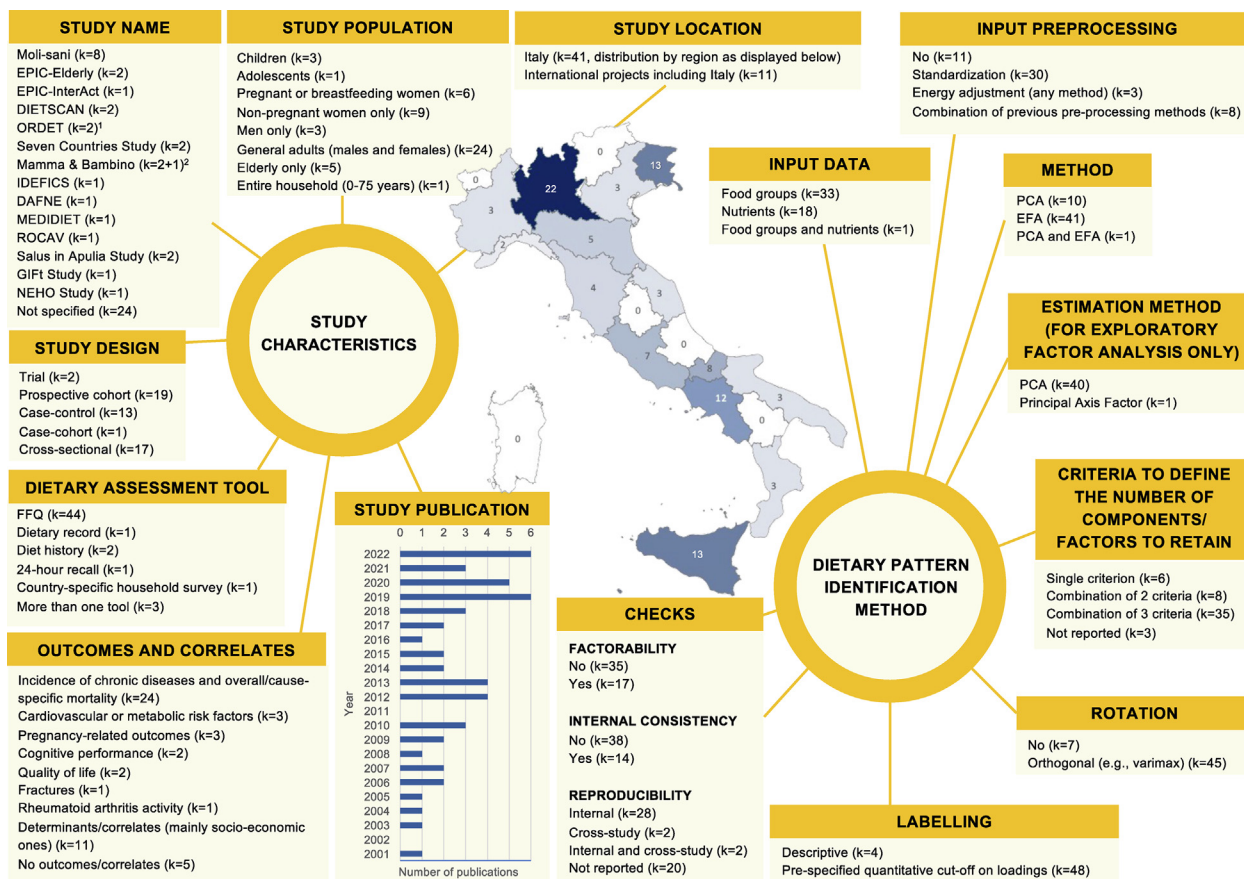 STUDY NAME
Moli-sani (k=8)
EPIC-Elderly (k=2)
EPIC-InterAct (k=1)
DIETSCAN (k=2)
ORDET (k=2)¹
Seven Countries Study (k=2)
Mamma & Bambino (k=2+1)²
IDEFICS (k=1)
DAFNE (k=1)
MEDIDIET (k=1)
ROCAV (k=1)
Salus in Apulia Study (k=2)
GIFt Study (k=1)
NEHO Study (k=1)
Not specified (k=24)
STUDY POPULATION
Children (k=3)
Adolescents (k=1)
Pregnant or breastfeeding women (k=6)
Non-pregnant women only (k=9)
Men only (k=3)
General adults (males and females) (k=24)
Elderly only (k=5)
Entire household (0-75 years) (k=1)
STUDY LOCATION
Italy (k=41, distribution by region as displayed below)
International projects including Italy (k=11)
INPUT PREPROCESSING
No (k=11)
Standardization (k=30)
Energy adjustment (any method) (k=3)
Combination of previous pre-processing methods (k=8)
INPUT DATA
Food groups (k=33)
Nutrients (k=18)
Food groups and nutrients (k=1)
METHOD
PCA (k=10)
EFA (k=41)
PCA and EFA (k=1)
0
0
13
22
3
3
5
2
4
3
0
7
0
8
12
3
0
0
3
13
STUDY
CHARACTERISTICS
ESTIMATION METHOD
(FOR EXPLORATORY
FACTOR ANALYSIS ONLY)
PCA (k=40)
Principal Axis Factor (k=1)
STUDY DESIGN
Trial (k=2)
Prospective cohort (k=19)
Case-control (k=13)
Case-cohort (k=1)
Cross-sectional (k=17)
DIETARY ASSESSMENT TOOL
FFQ (k=44)
Dietary record (k=1)
Diet history (k=2)
24-hour recall (k=1)
Country-specific household survey (k=1)
More than one tool (k=3)
OUTCOMES AND CORRELATES
Incidence of chronic diseases and overall/cause-
specific mortality (k=24)
Cardiovascular or metabolic risk factors (k=3)
Pregnancy-related outcomes (k=3)
Cognitive performance (k=2)
Quality of life (k=2)
Fractures (k=1)
Rheumatoid arthritis activity (k=1)
Determinants/correlates (mainly socio-economic
ones) (k=11)
No outcomes/correlates (k=5)
STUDY PUBLICATION
0 1 2 3 4 5 6
Year
2022
2021
2020
2019
2018
2017
2016
2015
2014
2013
2012
2011
2010
2009
2008
2007
2006
2005
2004
2003
2002
2001
Number of publications
DIETARY PATTERN
IDENTIFICATION
METHOD
CRITERIA TO DEFINE
THE NUMBER OF
COMPONENTS/
FACTORS TO RETAIN
Single criterion (k=6)
Combination of 2 criteria (k=8)
Combination of 3 criteria (k=35)
Not reported (k=3)
CHECKS
FACTORABILITY
No (k=35)
Yes (k=17)
INTERNAL CONSISTENCY
No (k=38)
Yes (k=14)
REPRODUCIBILITY
Internal (k=28)
Cross-study (k=2)
Internal and cross-study (k=2)
Not reported (k=20)
ROTATION
No (k=7)
Orthogonal (e.g., varimax) (k=45)
LABELLING
Descriptive (k=4)
Pre-specified quantitative cut-off on loadings (k=48)